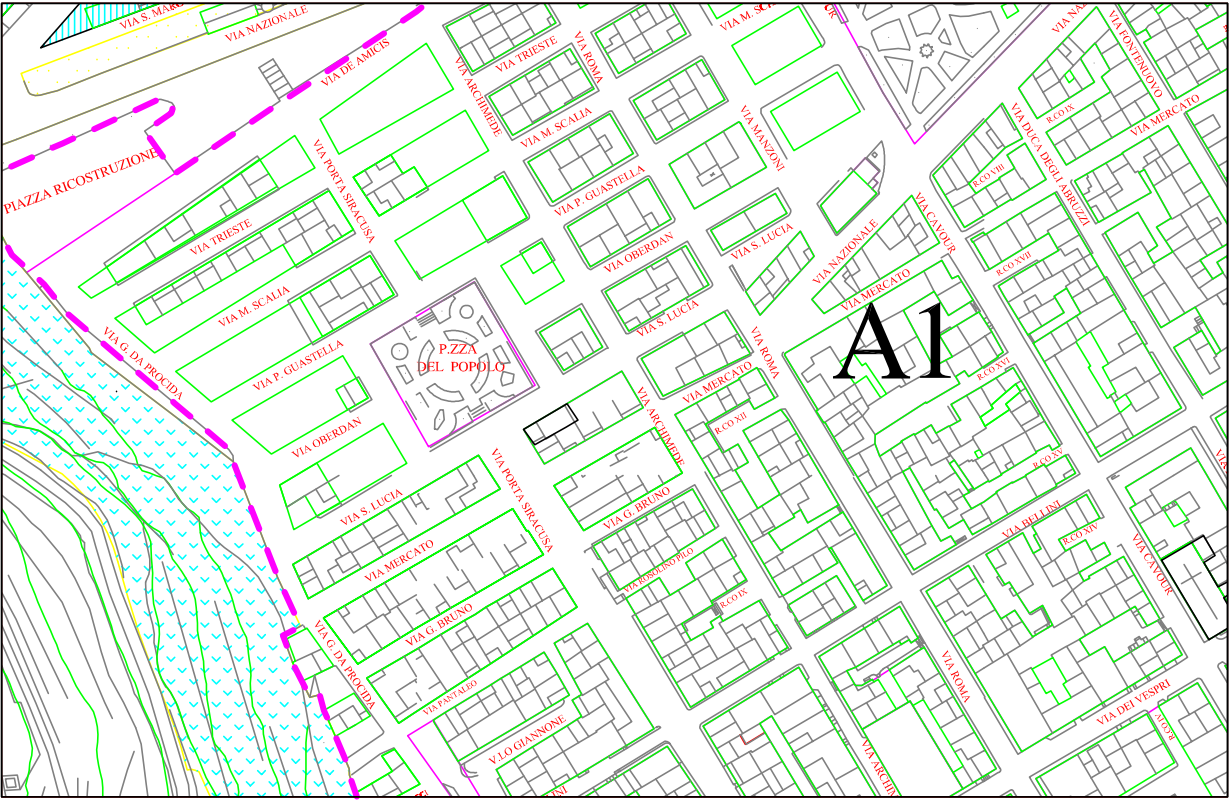 VIA S. MARCO
VIA NAZIONALE
VIA DE AMICIS
VIA TRIESTE
VIA ROMA
VIA ARCHIMEDE
VIA M. SCALIA
VIA MANZONI
VIA FONTENUOVO
VIA MERCATO
R.CO IX
VIA DUCA DEGLI ABRUZZI
R.CO VIII
PIAZZA RICOSTRUZIONE
VIA PORTA SIRACUSA
VIA P. GUASTELLA
VIA TRIESTE
VIA OBERDAN
VIA S. LUCIA
VIA NAZIONALE
VIA CAVOUR
R.CO XVII
VIA MERCATO
VIA M. SCALIA
VIA S. LUCIA
A1
VIA G. DA PROCIDA
VIA P. GUASTELLA
P.ZZA
DEL POPOLO
VIA ROMA
VIA MERCATO
R.CO XVI
VIA OBERDAN
VIA ARCHIMEDE
R.CO XII
R.CO XV
VIA S. LUCIA
VIA PORTA SIRACUSA
VIA G. BRUNO
VIA BELLINI
R.CO XIV
VIA MERCATO
VIA ROSOLINO PILO
VIA CAVOUR
R.CO IX
VIA G. BRUNO
VIA G. DA PROCIDA
VIA PANTALEO
VIA ROMA
VIA DEI VESPRI
V.LO GIANNONE